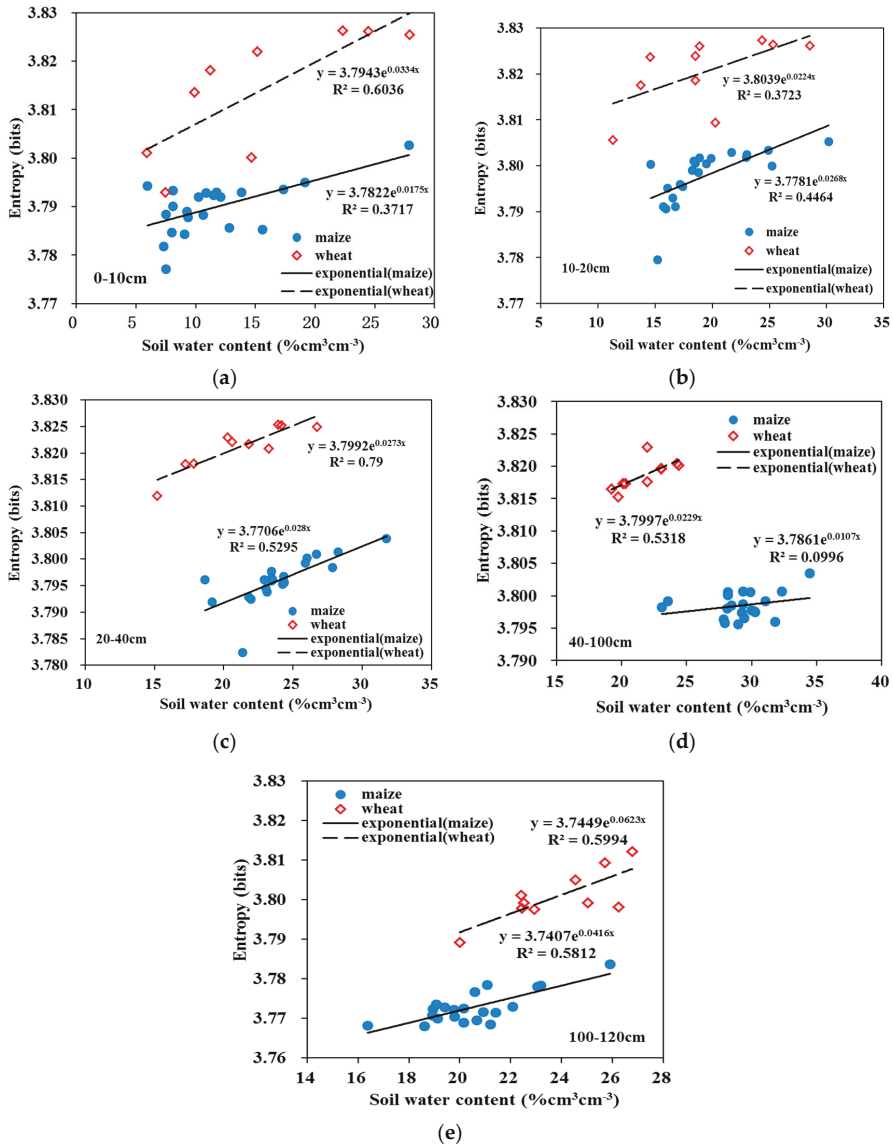 3.83
3.82
3.81
3.80
3.79
3.78
3.77
Entropy (bits)
y = 3.7943e^0.0334x
R² = 0.6036
y = 3.7822e^0.0175x
R² = 0.3717
maize
wheat
exponential(maize)
exponential(wheat)
0-10cm
0 5 10 15 20 25 30
Soil water content (%cm³cm⁻³)
(a)
3.83
3.82
3.81
3.80
3.79
3.78
3.77
Entropy (bits)
y = 3.8039e^0.0224x
R² = 0.3723
y = 3.7781e^0.0268x
R² = 0.4464
maize
wheat
exponential(maize)
exponential(wheat)
10-20cm
5 10 15 20 25 30 35
Soil water content (%cm³cm⁻³)
(b)
3.830
3.825
3.820
3.815
3.810
3.805
3.800
3.795
3.790
3.785
3.780
Entropy (bits)
y = 3.7992e^0.0273x
R² = 0.79
y = 3.7706e^0.028x
R² = 0.5295
maize
wheat
exponential(maize)
exponential(wheat)
20-40cm
10 15 20 25 30 35
Soil water content (%cm³cm⁻³)
(c)
3.830
3.820
3.815
3.805
3.800
3.790
Entropy (bits)
maize
wheat
exponential(maize)
exponential(wheat)
y = 3.7997e^0.0229x
R² = 0.5318
y = 3.7861e^0.0107x
R² = 0.0996
40-100cm
15 20 25 30 35 40
Soil water content (%cm³cm⁻³)
(d)
3.83
3.82
3.81
3.80
3.79
3.78
3.77
3.76
Entropy (bits)
maize
wheat
exponential(maize)
exponential(wheat)
y = 3.7449e^0.0623x
R² = 0.5994
y = 3.7407e^0.0416x
R² = 0.5812
100-120cm
14 16 18 20 22 24 26 28
Soil water content (%cm³cm⁻³)
(e)